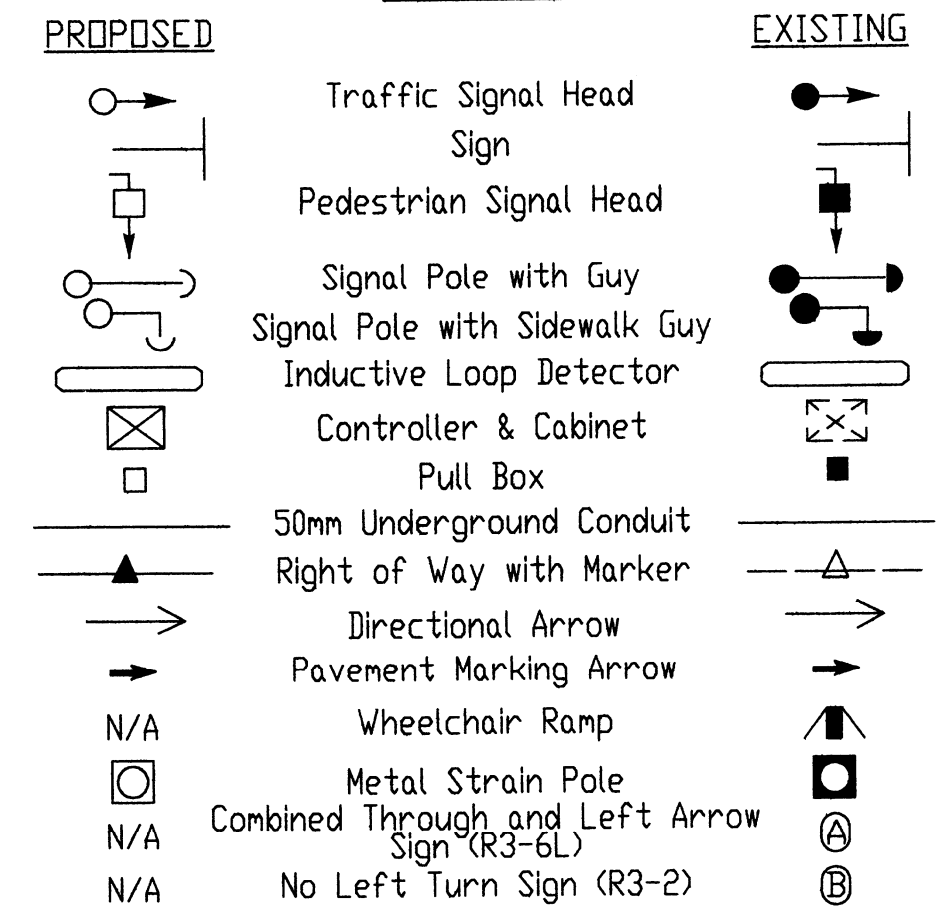 PROPOSED EXISTING
Traffic Signal Head
Sign
Pedestrian Signal Head
Signal Pole with Guy
Signal Pole with Sidewalk Guy
Inductive Loop Detector
Controller & Cabinet
Pull Box
50mm Underground Conduit
Right of Way with Marker
Directional Arrow
Pavement Marking Arrow
N/A Wheelchair Ramp
Metal Strain Pole
N/A Combined Through and Left Arrow A
Sign (R3-6L)
N/A No Left Turn Sign (R3-2) B